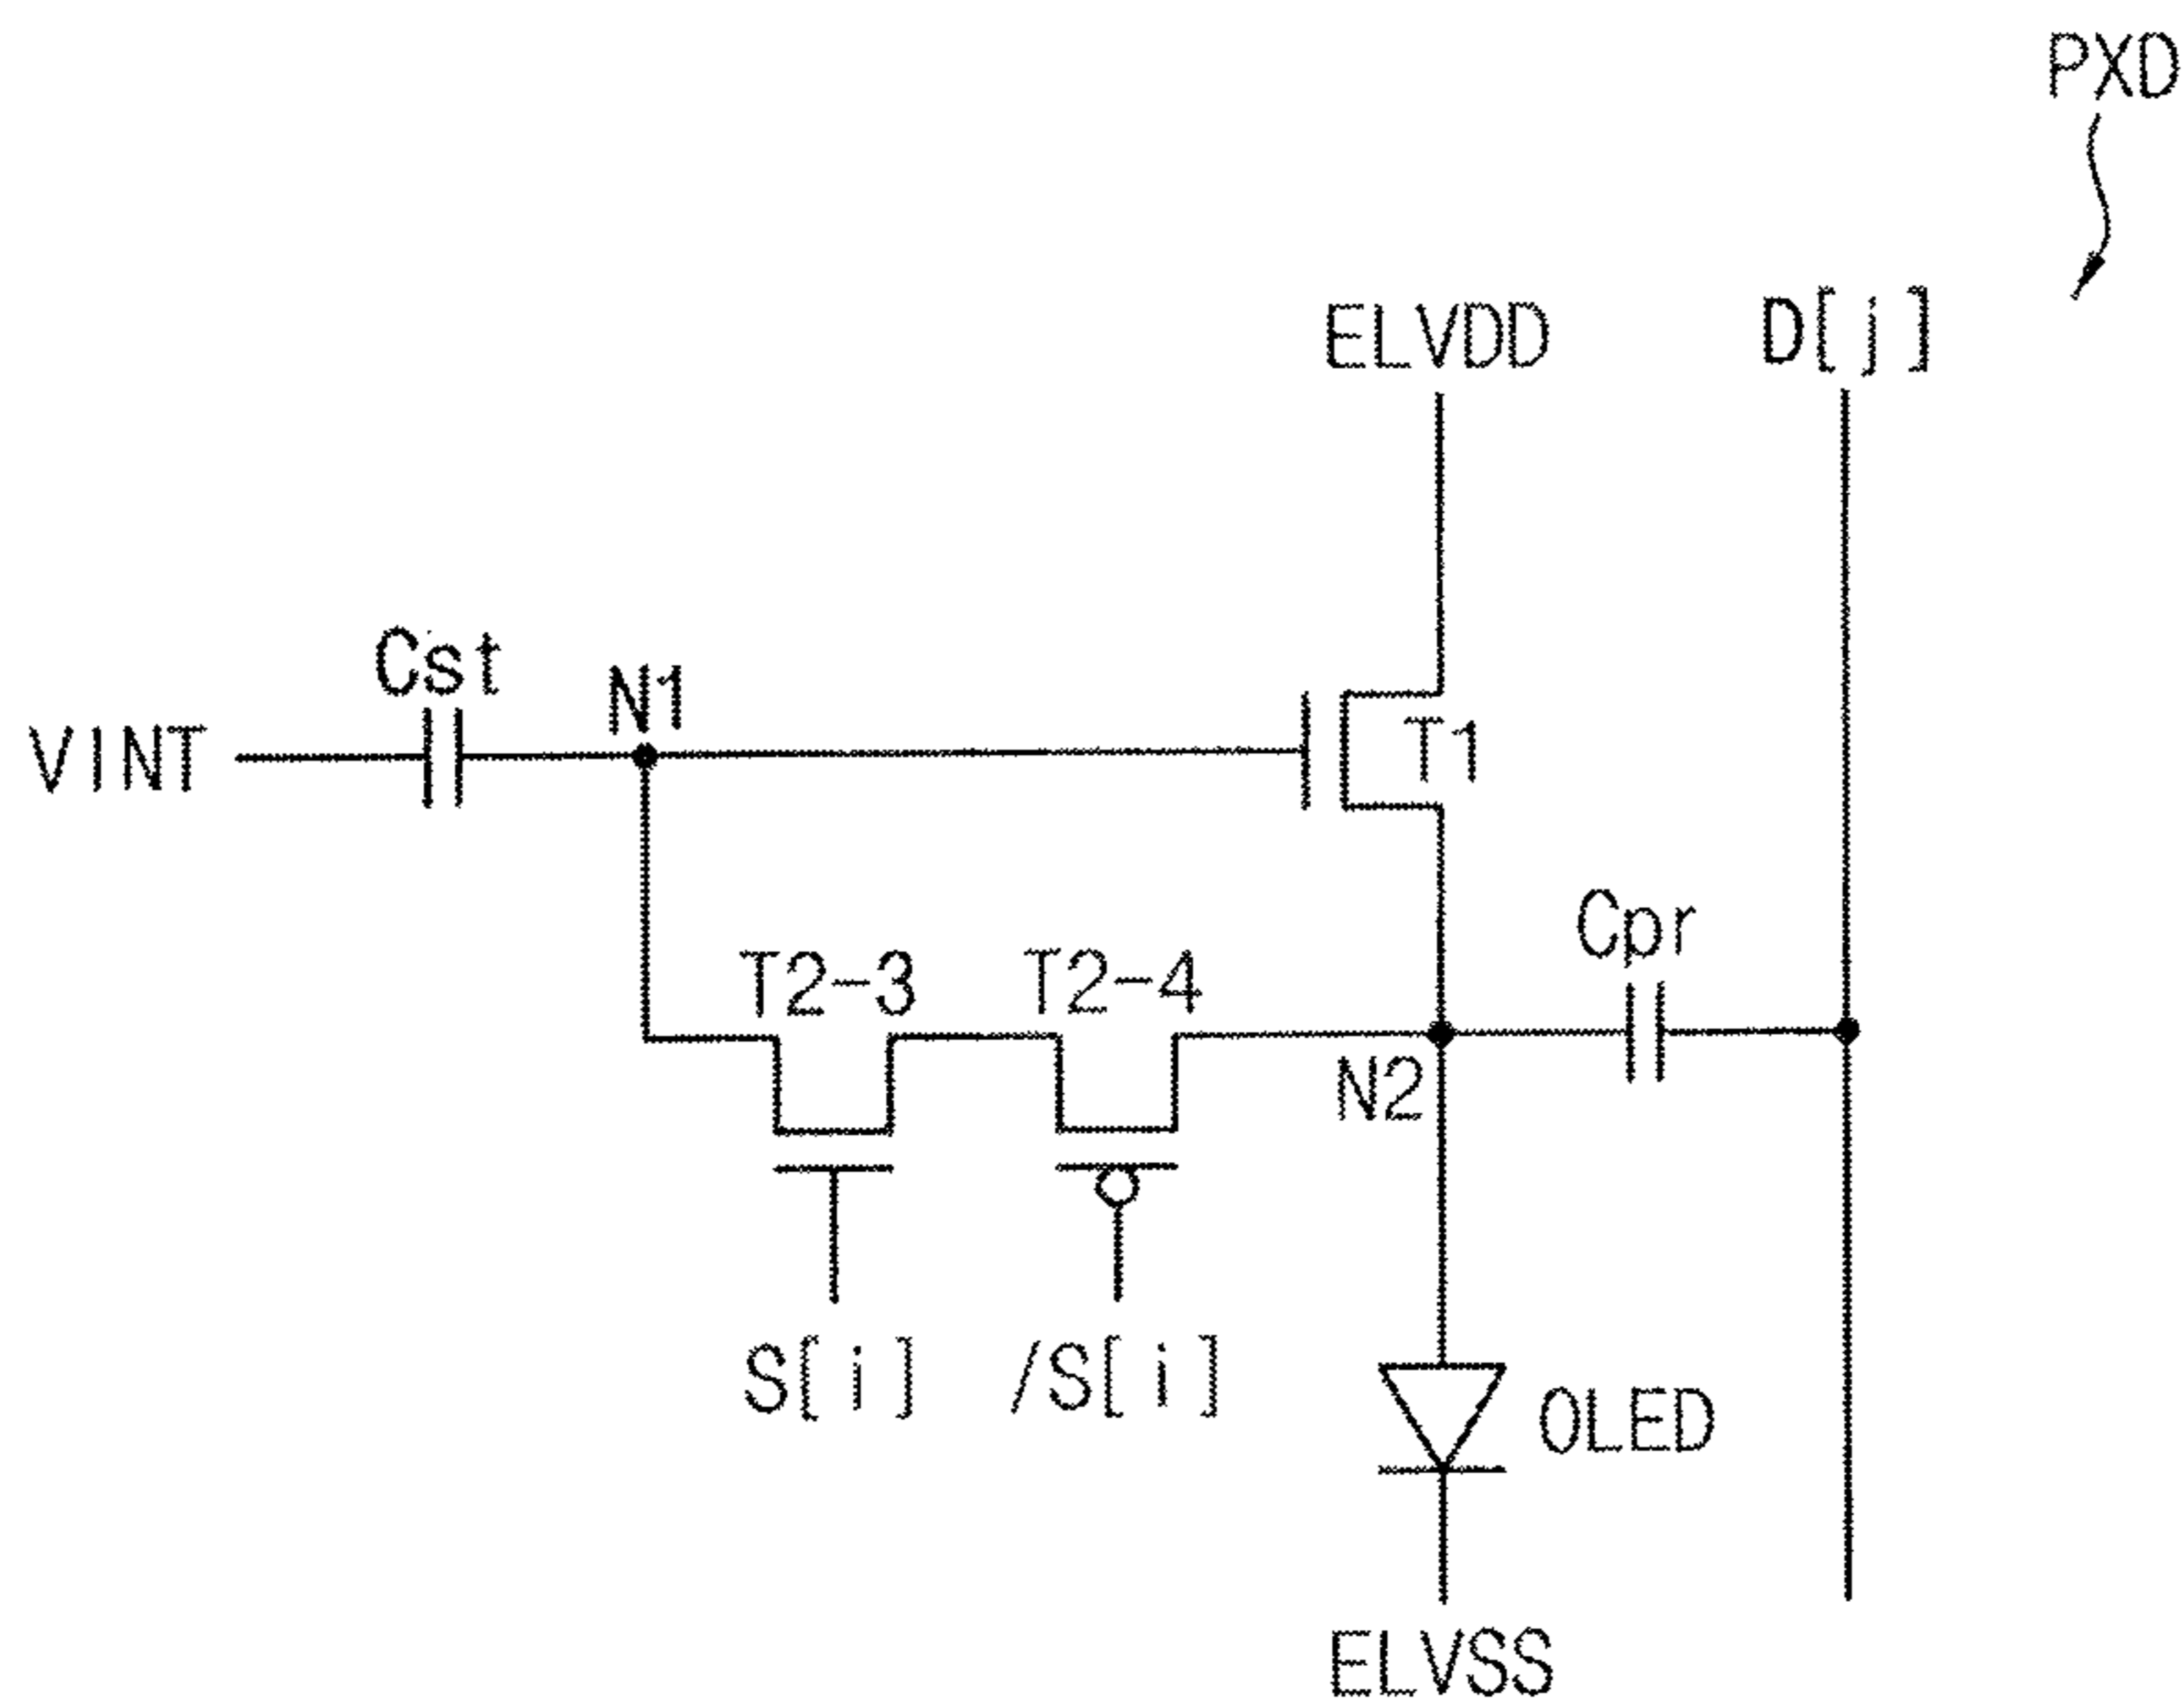 PXD
ELVDD
D[j]
Cst
N1
VINT
T1
Cpr
T2-3
T2-4
N2
S[i]
/S[i]
OLED
ELVSS